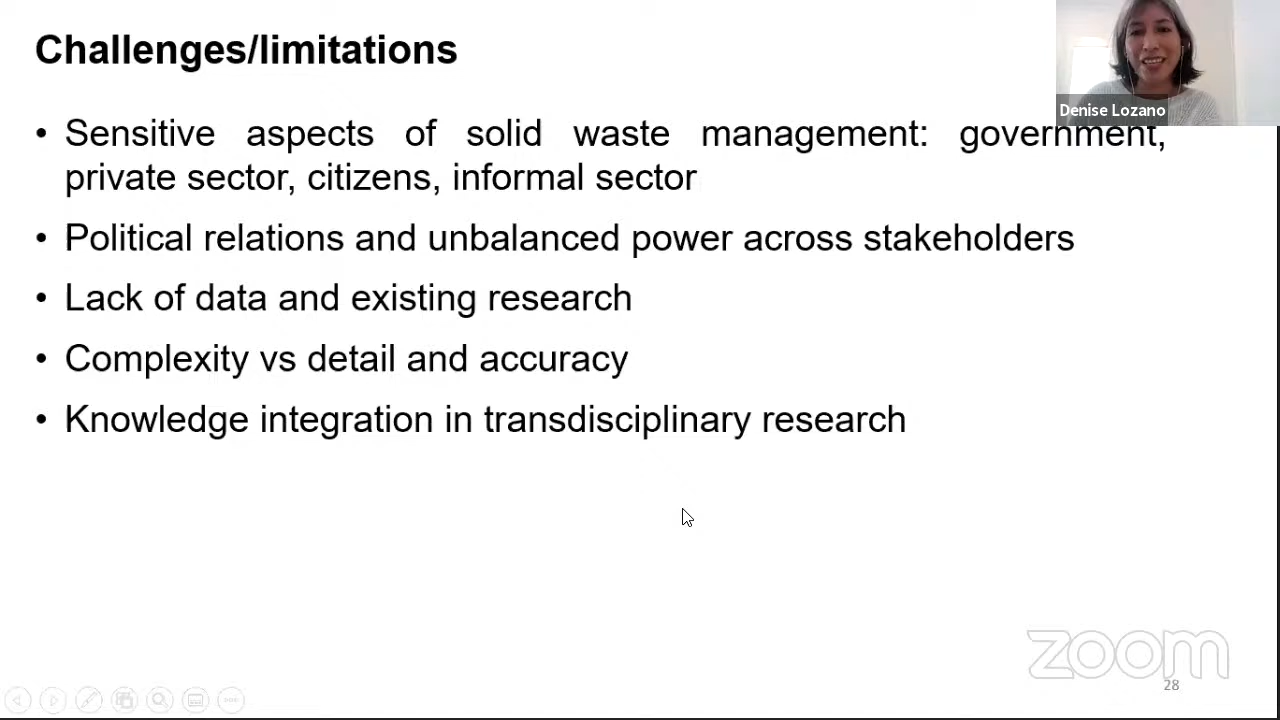 Challenges/limitations
Denise Lozano
• Sensitive aspects of solid waste management: government,
private sector, citizens, informal sector
• Political relations and unbalanced power across stakeholders
• Lack of data and existing research
• Complexity vs detail and accuracy
• Knowledge integration in transdisciplinary research
zoom
28